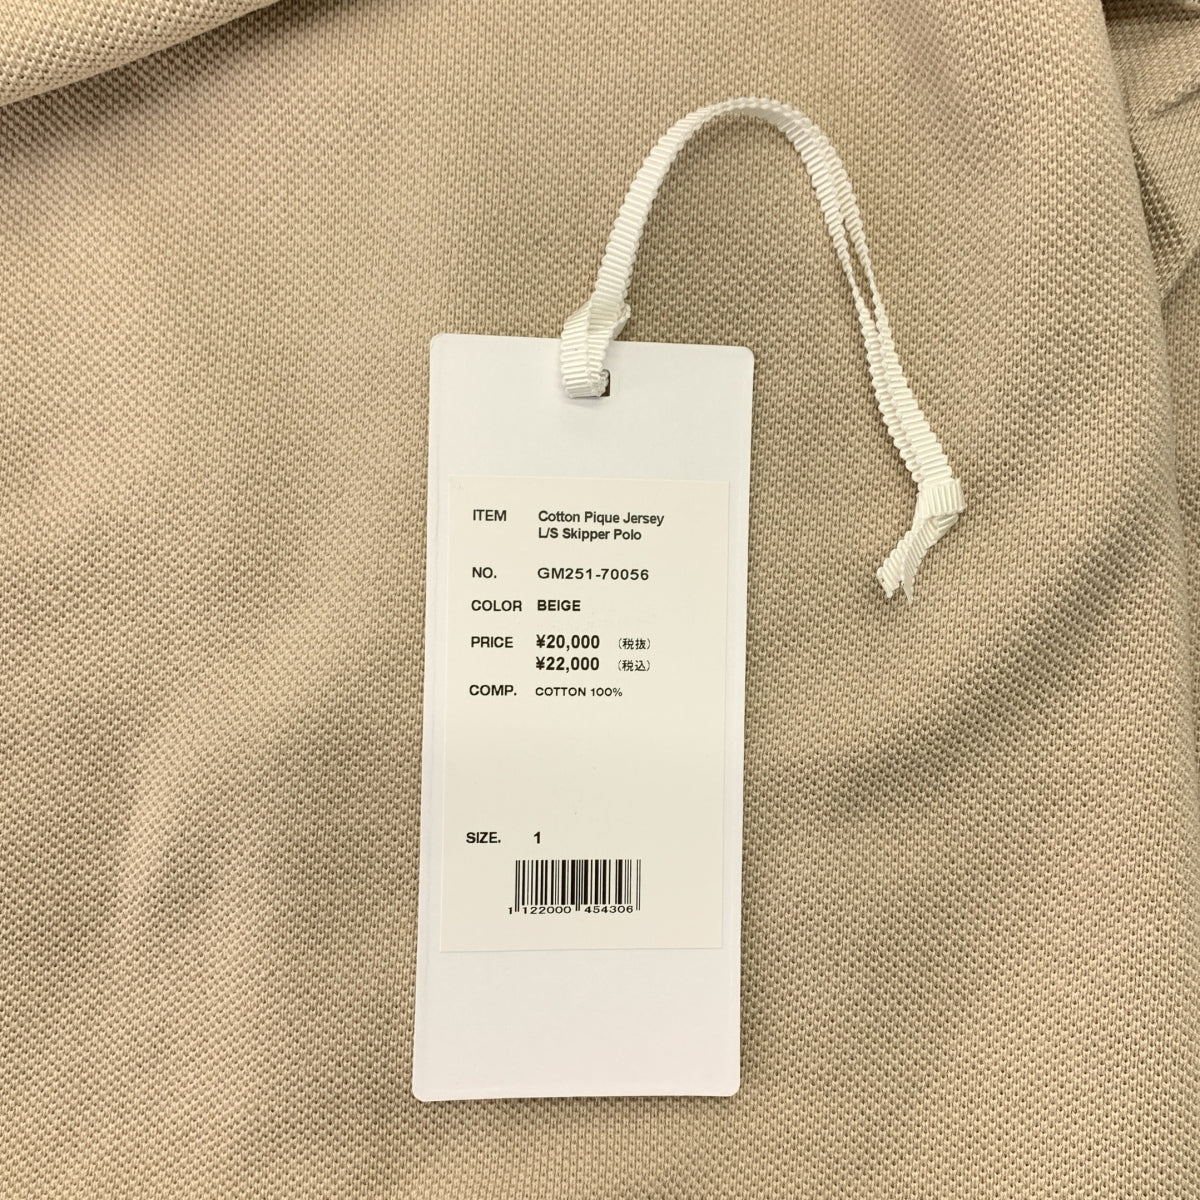 ITEM Cotton Pique Jersey
L/S Skipper Polo
NO. GM251-70056
COLOR BEIGE
PRICE ¥20,000 (税抜)
¥22,000 (税込)
COMP. COTTON 100%
SIZE. 1
1 122000 454306